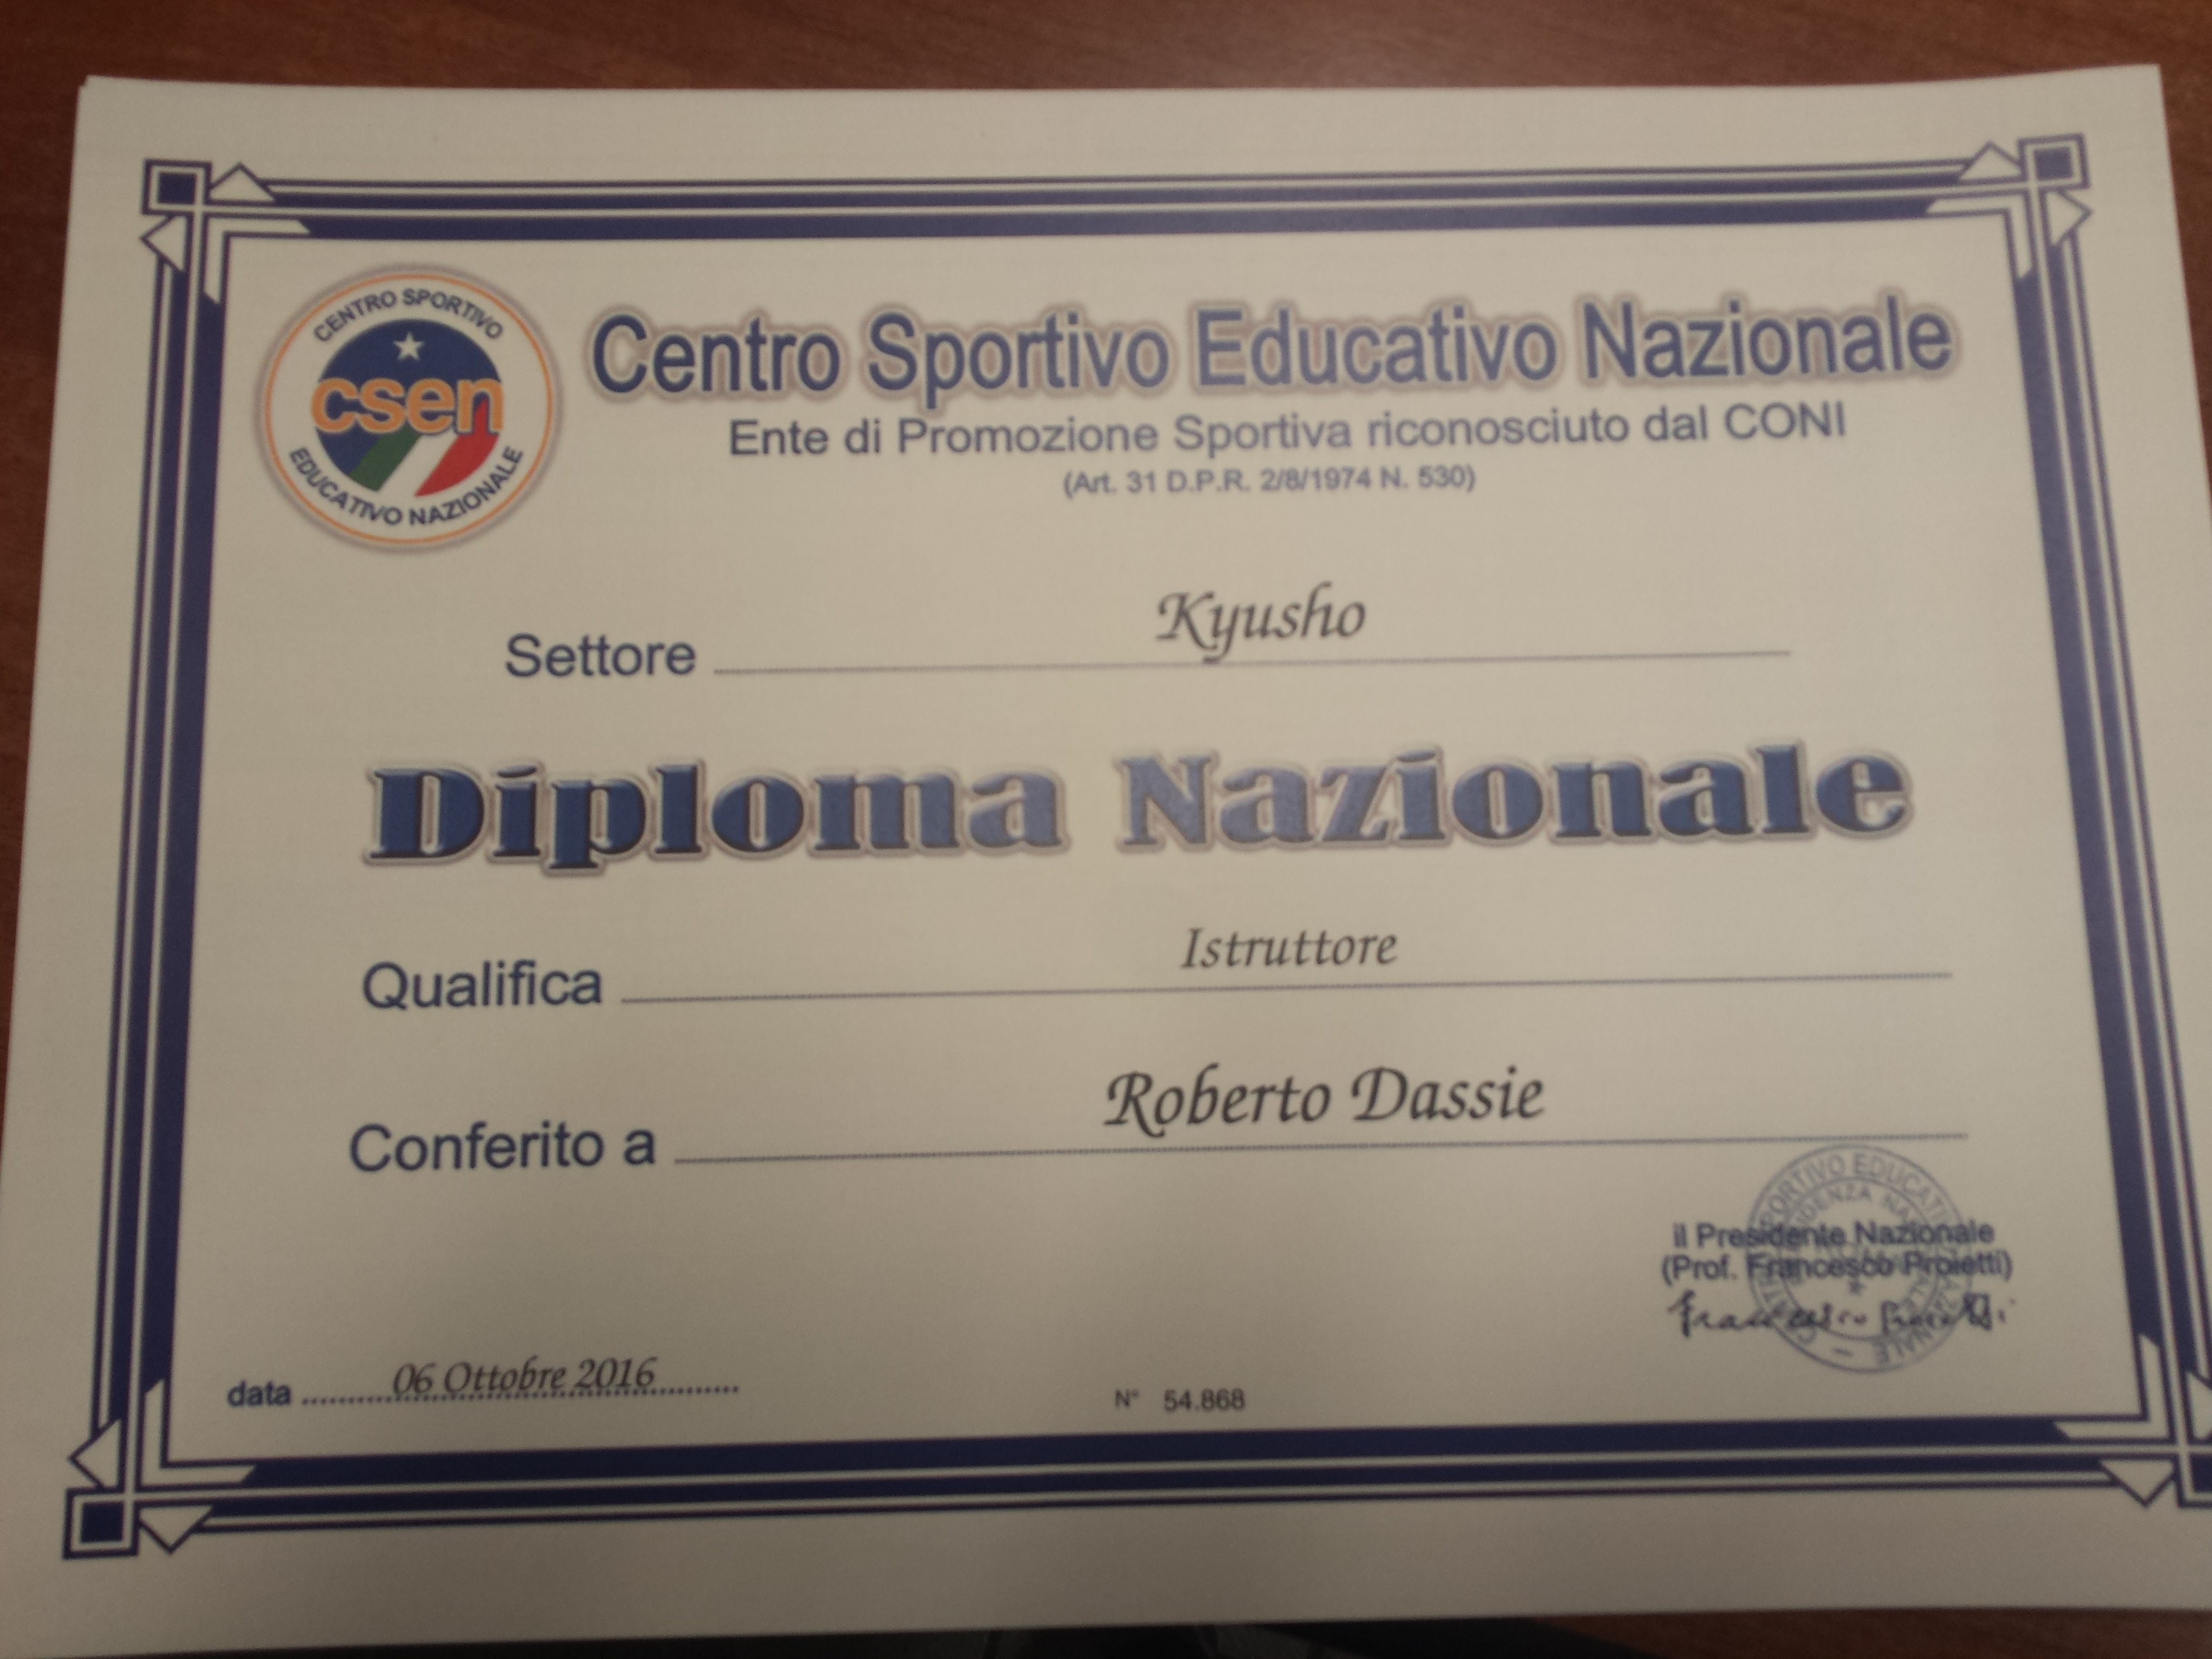 CENTRO SPORTIVO
csen
EDUCATIVO NAZIONALE
Centro Sportivo Educativo Nazionale
Ente di Promozione Sportiva riconosciuto dal CONI
(Art. 31 D.P.R. 2/8/1974 N. 530)
Settore Kyusho
Diploma Nazionale
Qualifica Istruttore
Conferito a Roberto Dassie
il Presidente Nazionale
(Prof. Francesco Proietti)
Francesco Proietti
data 06 Ottobre 2016
N° 54.868